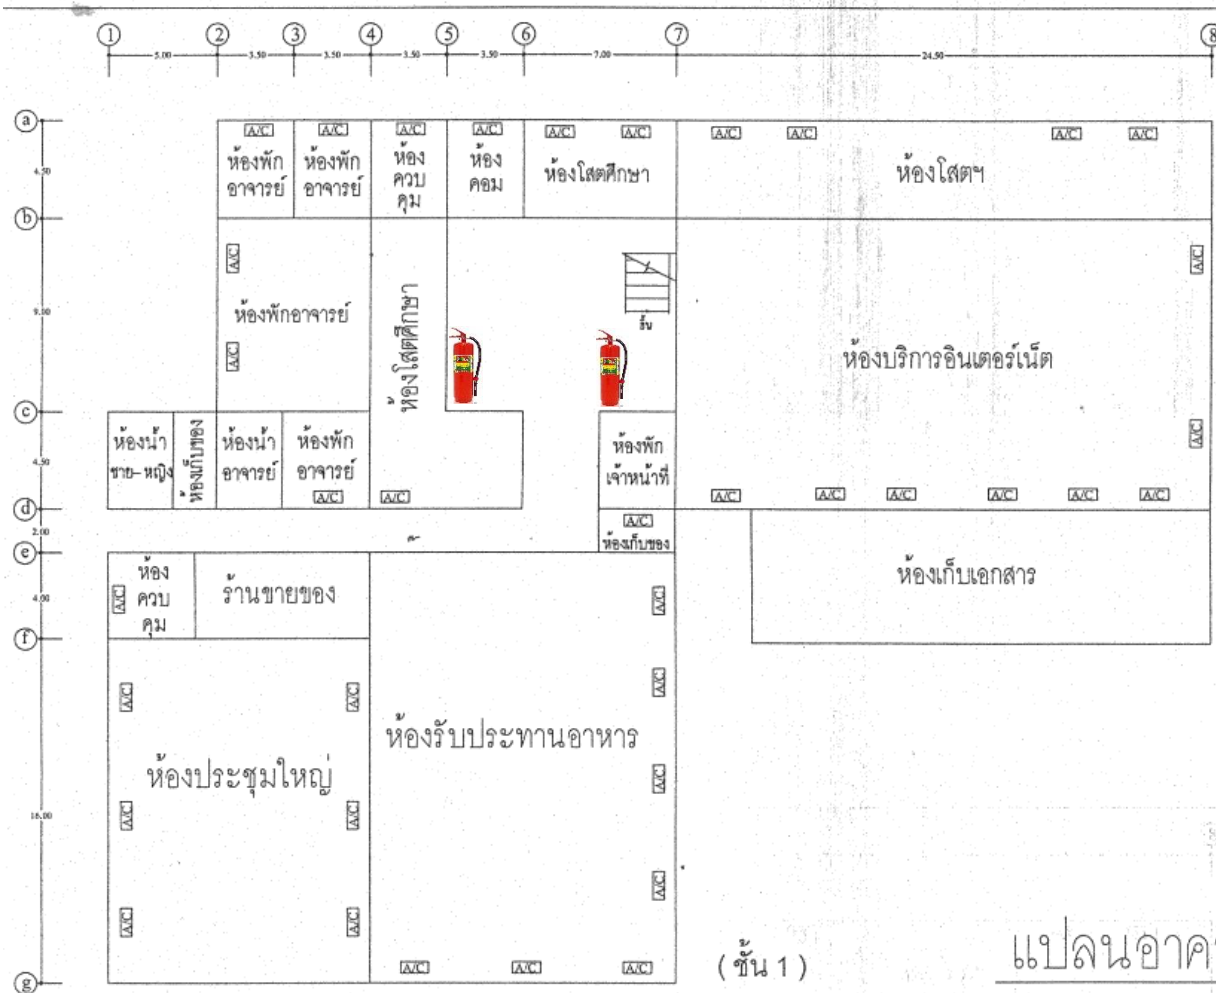 1 2 3 4 5 6 7 8
5.00 3.50 3.50 3.50 3.50 7.00 24.50
a
A/C A/C A/C A/C A/C A/C A/C A/C A/C A/C
ห้องพัก
อาจารย์
ห้องพัก
อาจารย์
ห้อง
ควบ
คุม
ห้อง
คอม
ห้องโสตศึกษา
ห้องโสตฯ
4.50
b
A/C
A/C
ห้องพักอาจารย์
9.00
ห้องโสตศึกษา
ขึ้น
A/C
ห้องบริการอินเตอร์เน็ต
A/C
c
ห้องน้ำ
ชาย-หญิง
ห้องเก็บของ
ห้องน้ำ
อาจารย์
ห้องพัก
อาจารย์
A/C
A/C
ห้องพัก
เจ้าหน้าที่
4.50
A/C A/C A/C A/C A/C A/C
d
2.00
A/C
ห้องเก็บของ
e
ห้อง
ควบ
คุม
A/C
ร้านขายของ
4.00
A/C
ห้องเก็บเอกสาร
f
A/C A/C A/C
ห้องรับประทานอาหาร
ห้องประชุมใหญ่
A/C
A/C A/C
16.00
A/C
A/C A/C
A/C A/C A/C
g
(ชั้น 1)
แปลนอาค